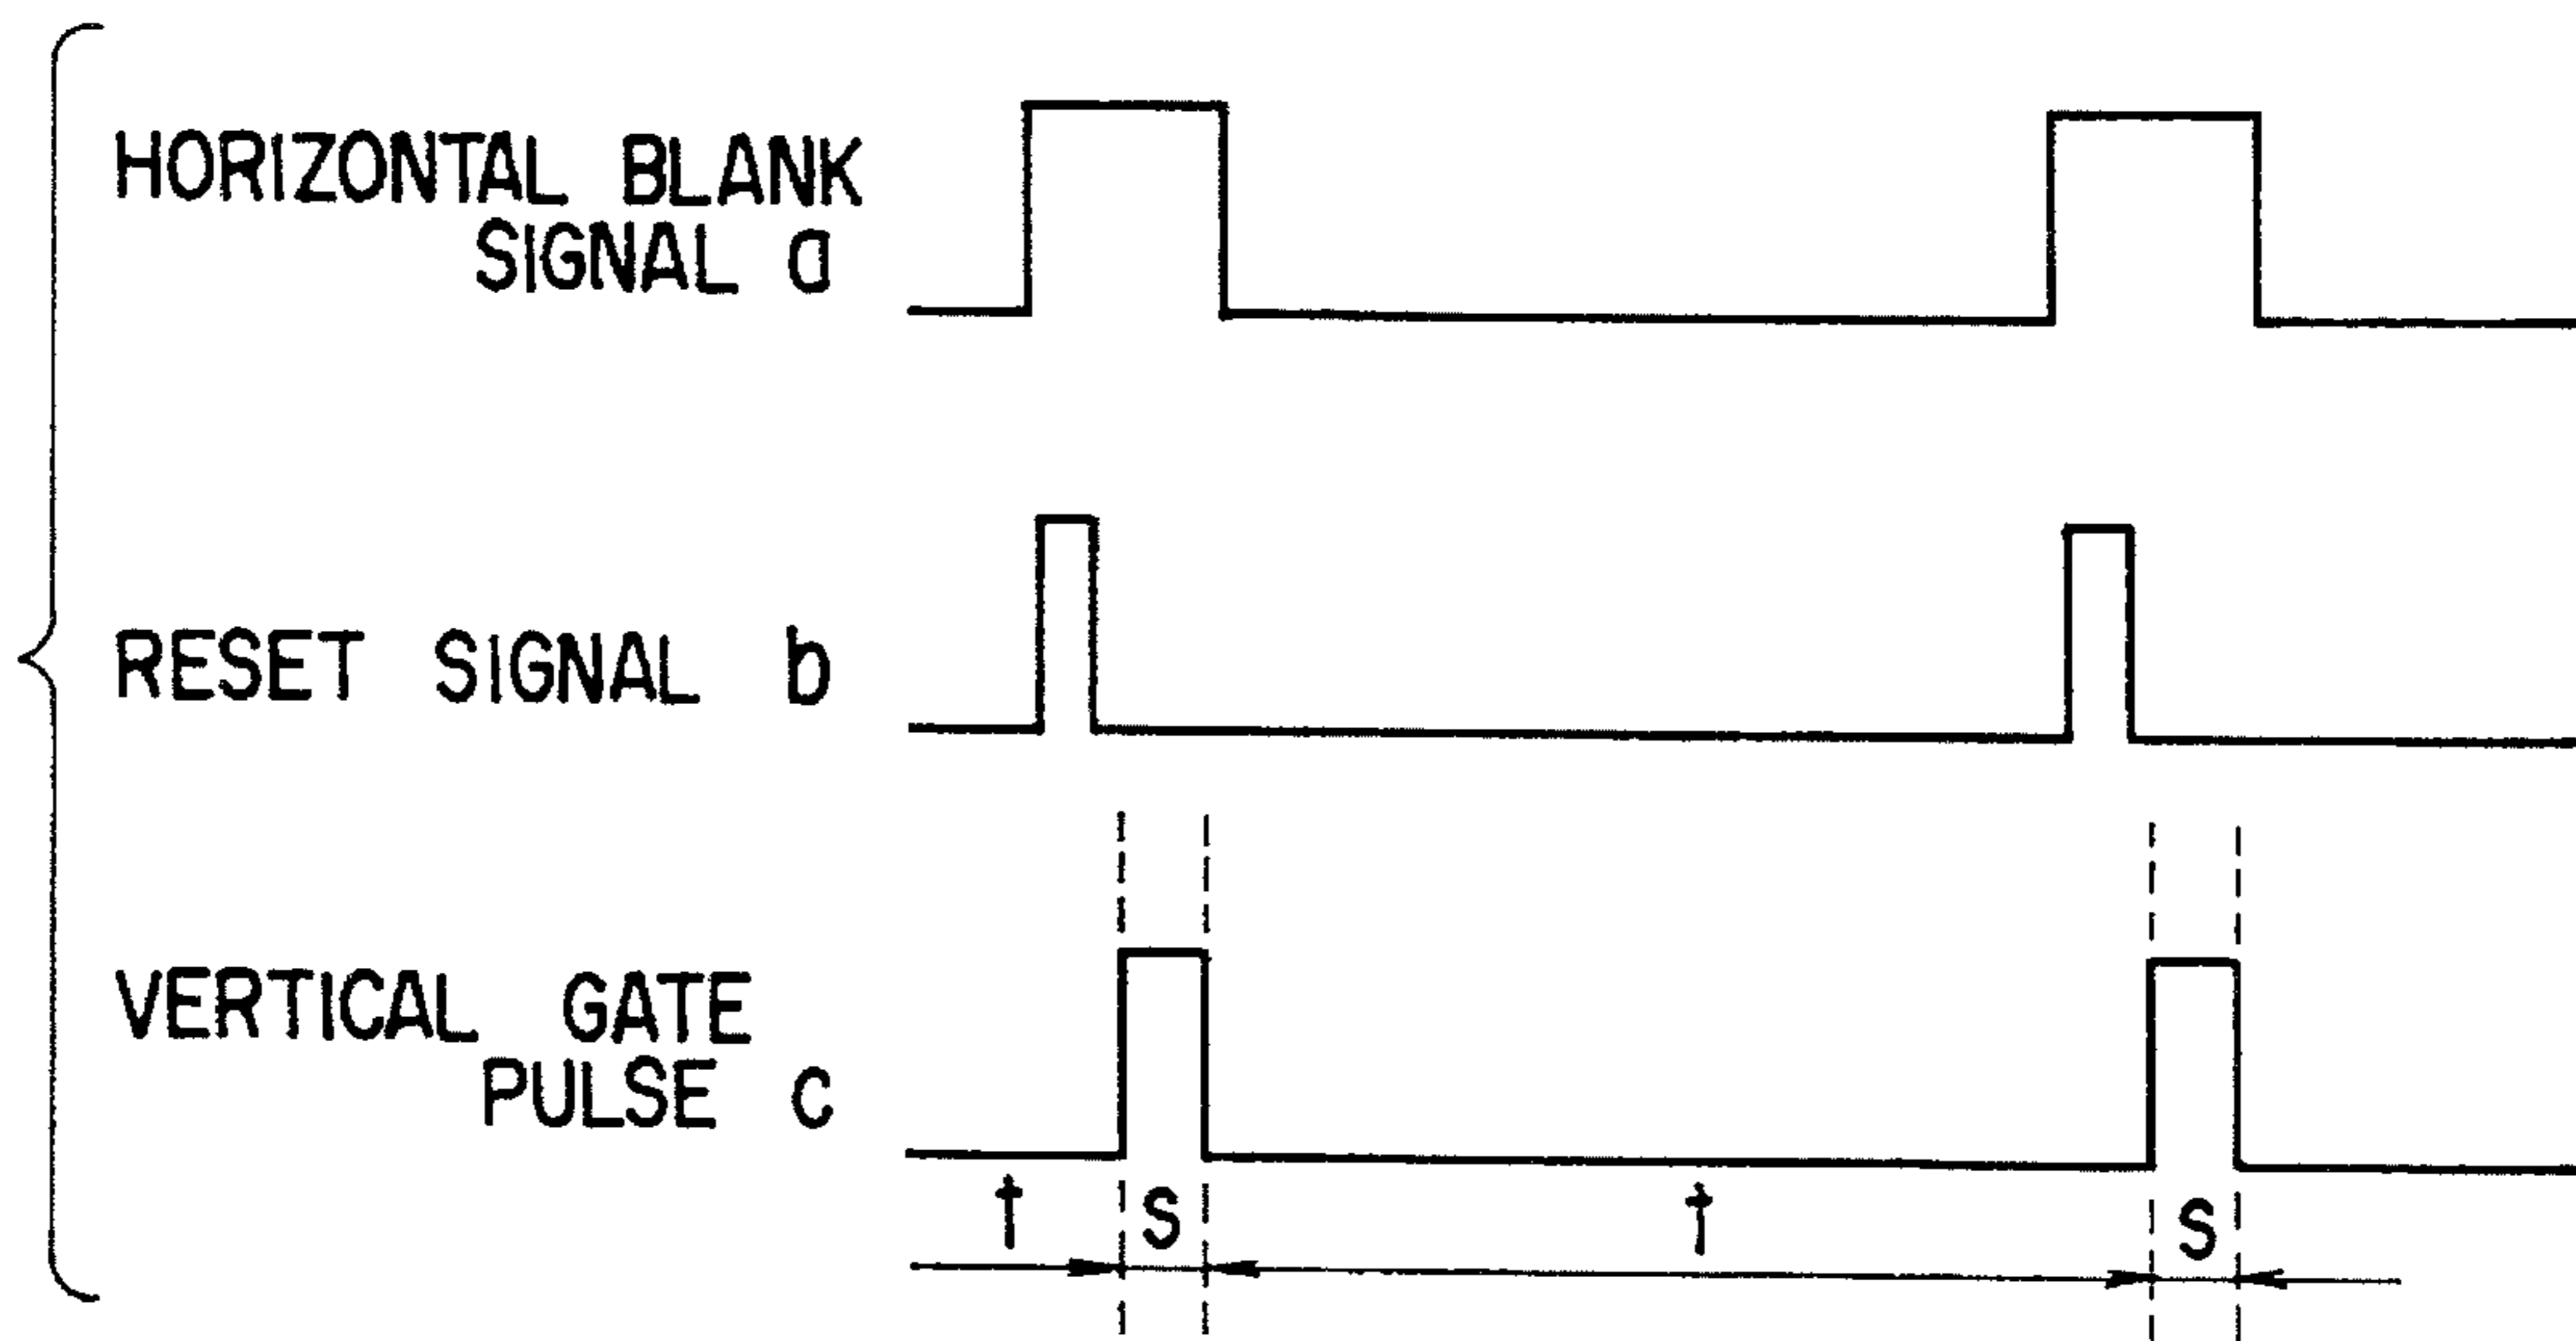 HORIZONTAL BLANK
SIGNAL a
RESET SIGNAL b
VERTICAL GATE
PULSE c
t
s
t
s